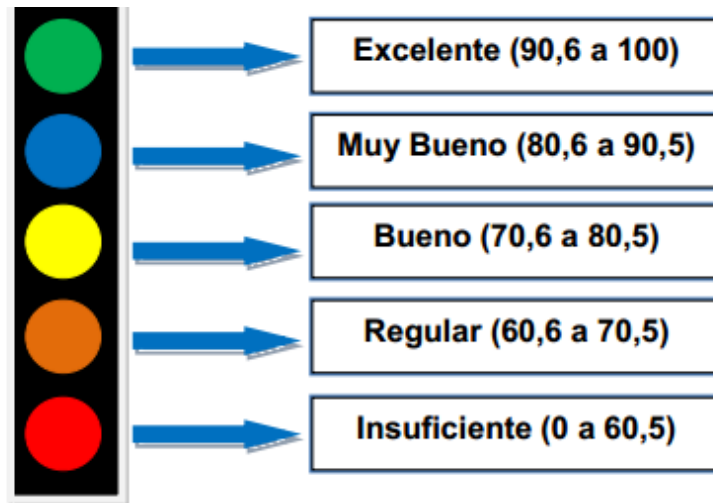 Excelente (90,6 a 100)
Muy Bueno (80,6 a 90,5)
Bueno (70,6 a 80,5)
Regular (60,6 a 70,5)
Insuficiente (0 a 60,5)